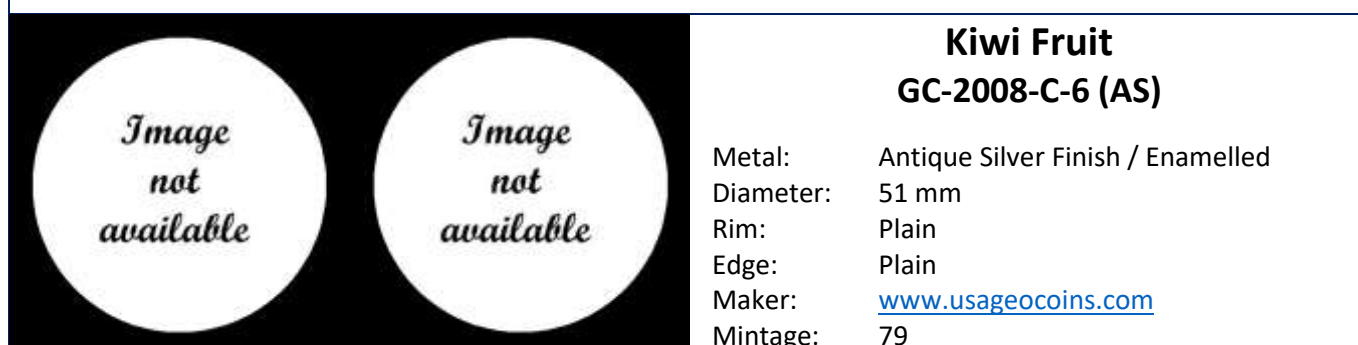 Image
not
available
Image
not
available
Kiwi Fruit
GC-2008-C-6 (AS)
Metal: Antique Silver Finish / Enamelled
Diameter: 51 mm
Rim: Plain
Edge: Plain
Maker: www.usageocoins.com
Mintage: 79